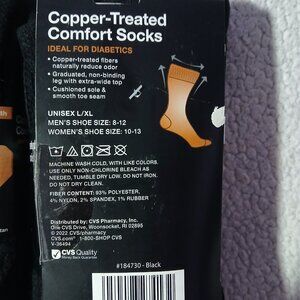 Copper-Treated
Comfort Socks
IDEAL FOR DIABETICS
• Copper-treated fibers
naturally reduce odor
• Graduated, non-binding
leg with extra-wide top
• Cushioned sole &
smooth toe seam
UNISEX L/XL
MEN'S SHOE SIZE: 8-12
WOMEN'S SHOE SIZE: 10-13
MACHINE WASH COLD, WITH LIKE COLORS.
USE ONLY NON-CHLORINE BLEACH AS
NEEDED, TUMBLE DRY LOW. DO NOT IRON.
DO NOT DRY CLEAN.
FIBER CONTENT: 93% POLYESTER,
4% NYLON, 2% SPANDEX, 1% RUBBER
Distributed by: CVS Pharmacy, Inc.
One CVS Drive, Woonsocket, RI 02895
© 2022 CVS/pharmacy
CVS.com® 1-800-SHOP CVS
V-36494
CVS Quality
Money Back Guarantee
#184730 - Black